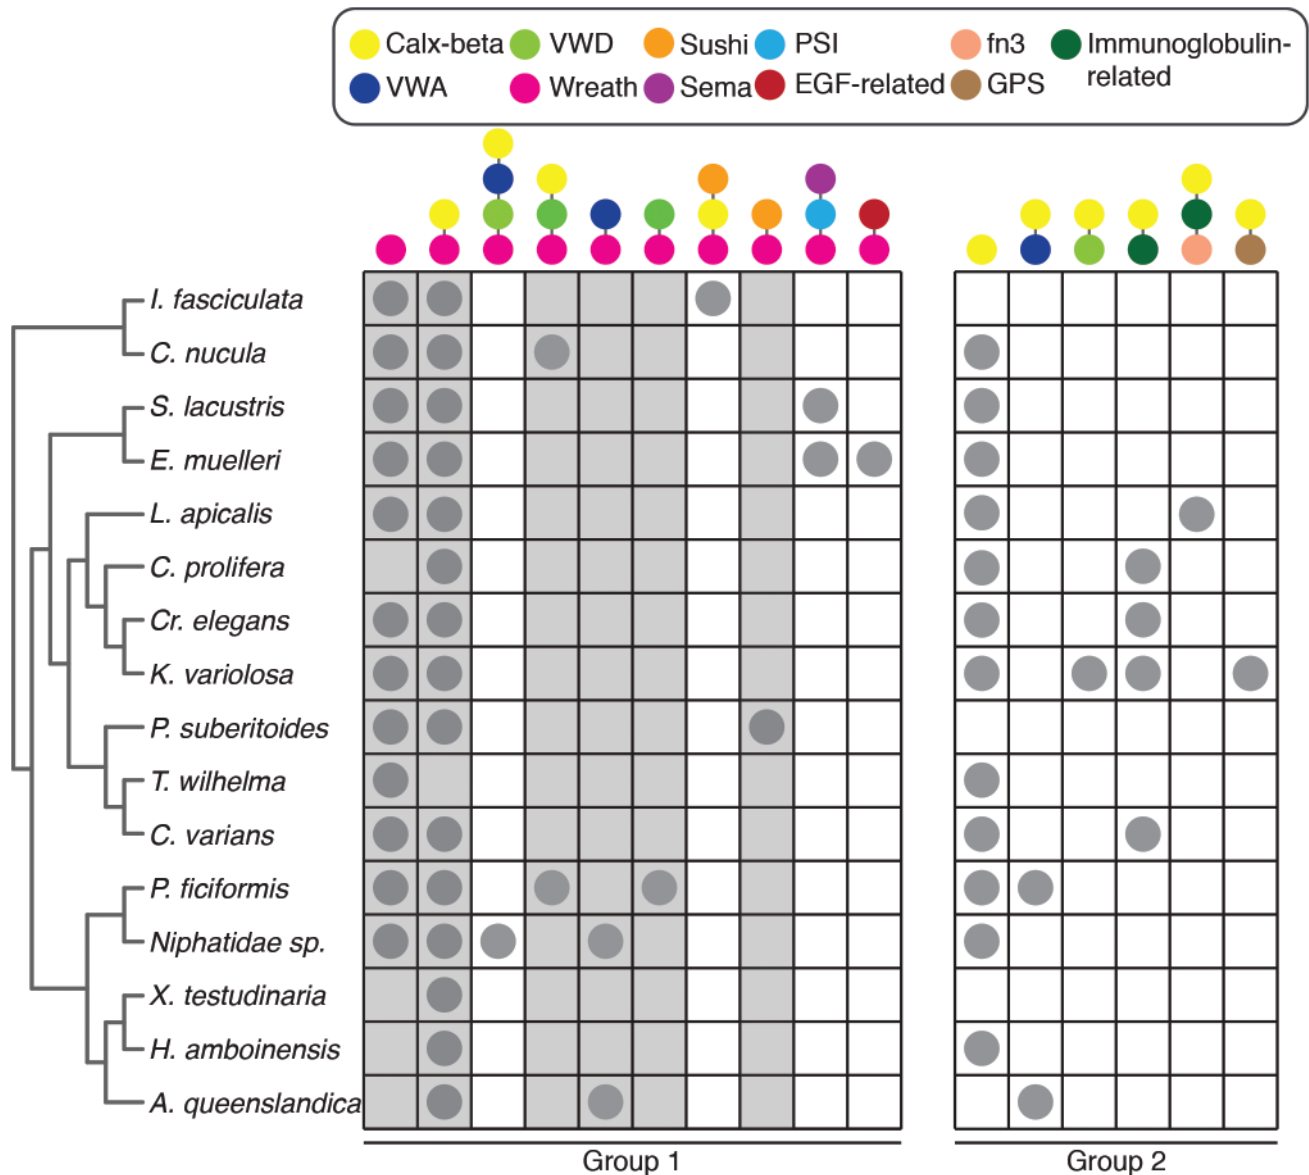 Calx-beta VWD Sushi PSI fn3 Immunoglobulin-
VWA Wreath Sema EGF-related GPS related
I. fasciculata
C. nucula
S. lacustris
E. muelleri
L. apicalis
C. prolifera
Cr. elegans
K. variolosa
P. suberitoides
T. wilhelma
C. varians
P. ficiformis
Niphatidae sp.
X. testudinaria
H. amboinensis
A. queenslandica
Group 1 Group 2